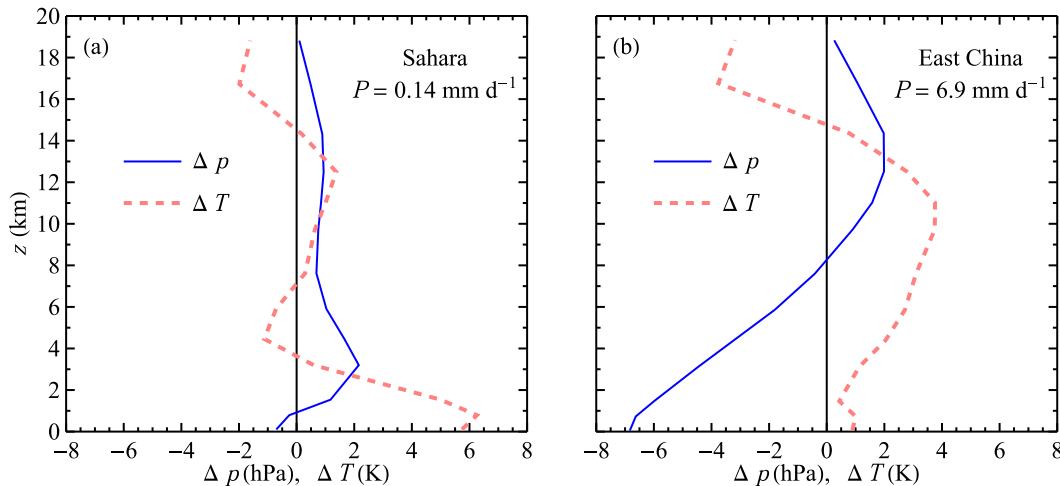 (a)
Sahara
P = 0.14 mm d⁻¹
Δ p
Δ T
z (km)
20
18
16
14
12
10
8
6
4
2
0
−8 −6 −4 −2 0 2 4 6
Δ p (hPa), Δ T (K)
(b)
East China
P = 6.9 mm d⁻¹
Δ p
Δ T
−8 −6 −4 −2 0 2 4 6 8
Δ p (hPa), Δ T (K)